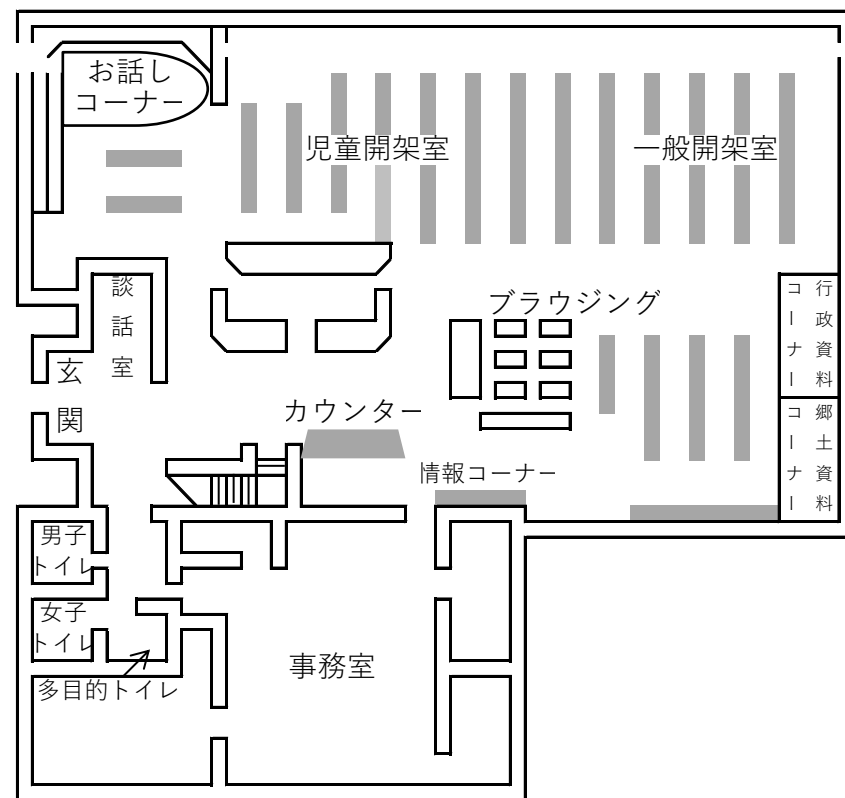 お話し
コーナー
児童開架室
一般開架室
談話室
ブラウジング
行政資料
コーナー
玄関
カウンター
郷土資料
コーナー
情報コーナー
男子
トイレ
女子
トイレ
多目的トイレ
事務室